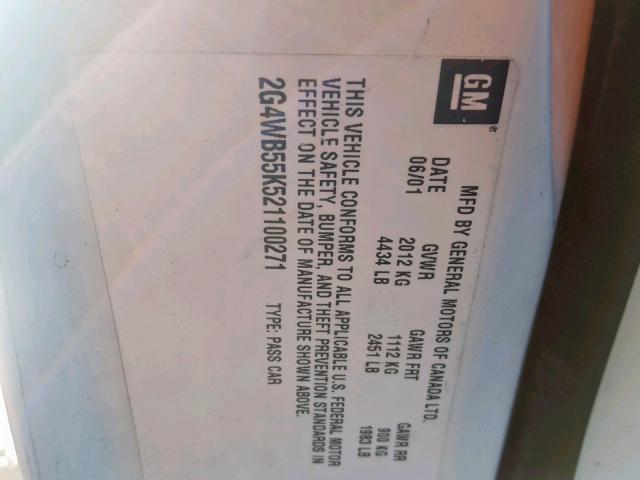 GM
MFD BY GENERAL MOTORS OF CANADA LTD.
DATE GVWR GAWR FRT GAWR RR
06/01 2012 KG 1112 KG 900 KG
4434 LB 2451 LB 1983 LB
THIS VEHICLE CONFORMS TO ALL APPLICABLE U.S. FEDERAL MOTOR
VEHICLE SAFETY, BUMPER, AND THEFT PREVENTION STANDARDS IN
EFFECT ON THE DATE OF MANUFACTURE SHOWN ABOVE.
2G4WB55K521100271 TYPE: PASS CAR